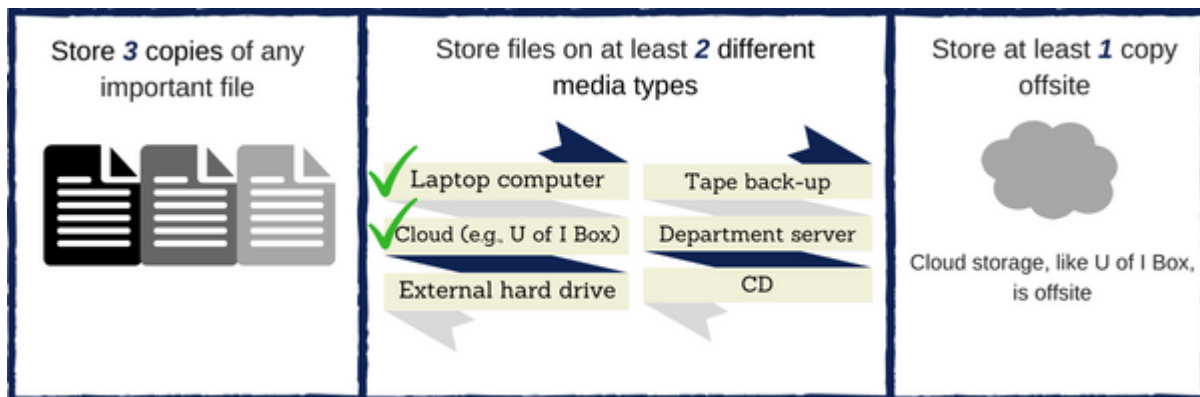 Store 3 copies of any
important file
Store files on at least 2 different
media types
Laptop computer
Cloud (e.g., U of I Box)
External hard drive
Tape back-up
Department server
CD
Store at least 1 copy
offsite
Cloud storage, like U of I Box,
is offsite